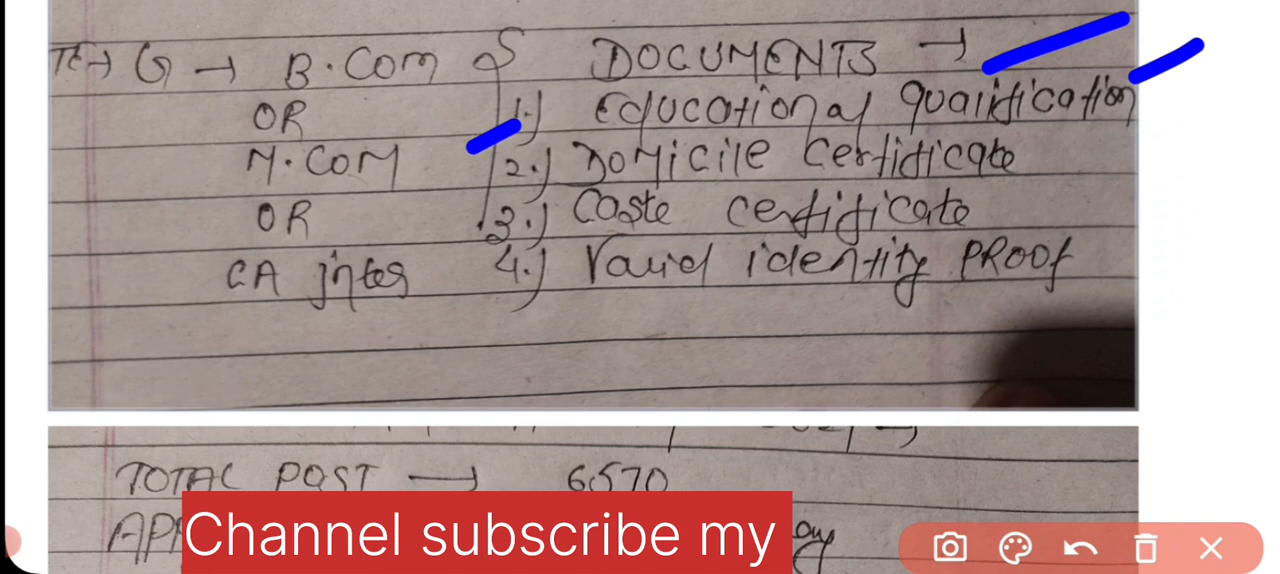 G → B.COM DOCUMENTS →
OR 1.) Educational qualification
M.COM 2.) Domicile Certificate
OR 3.) Caste certificate
CA inter 4.) Valid identity PROOF
TOTAL POST → 6570
Channel subscribe my